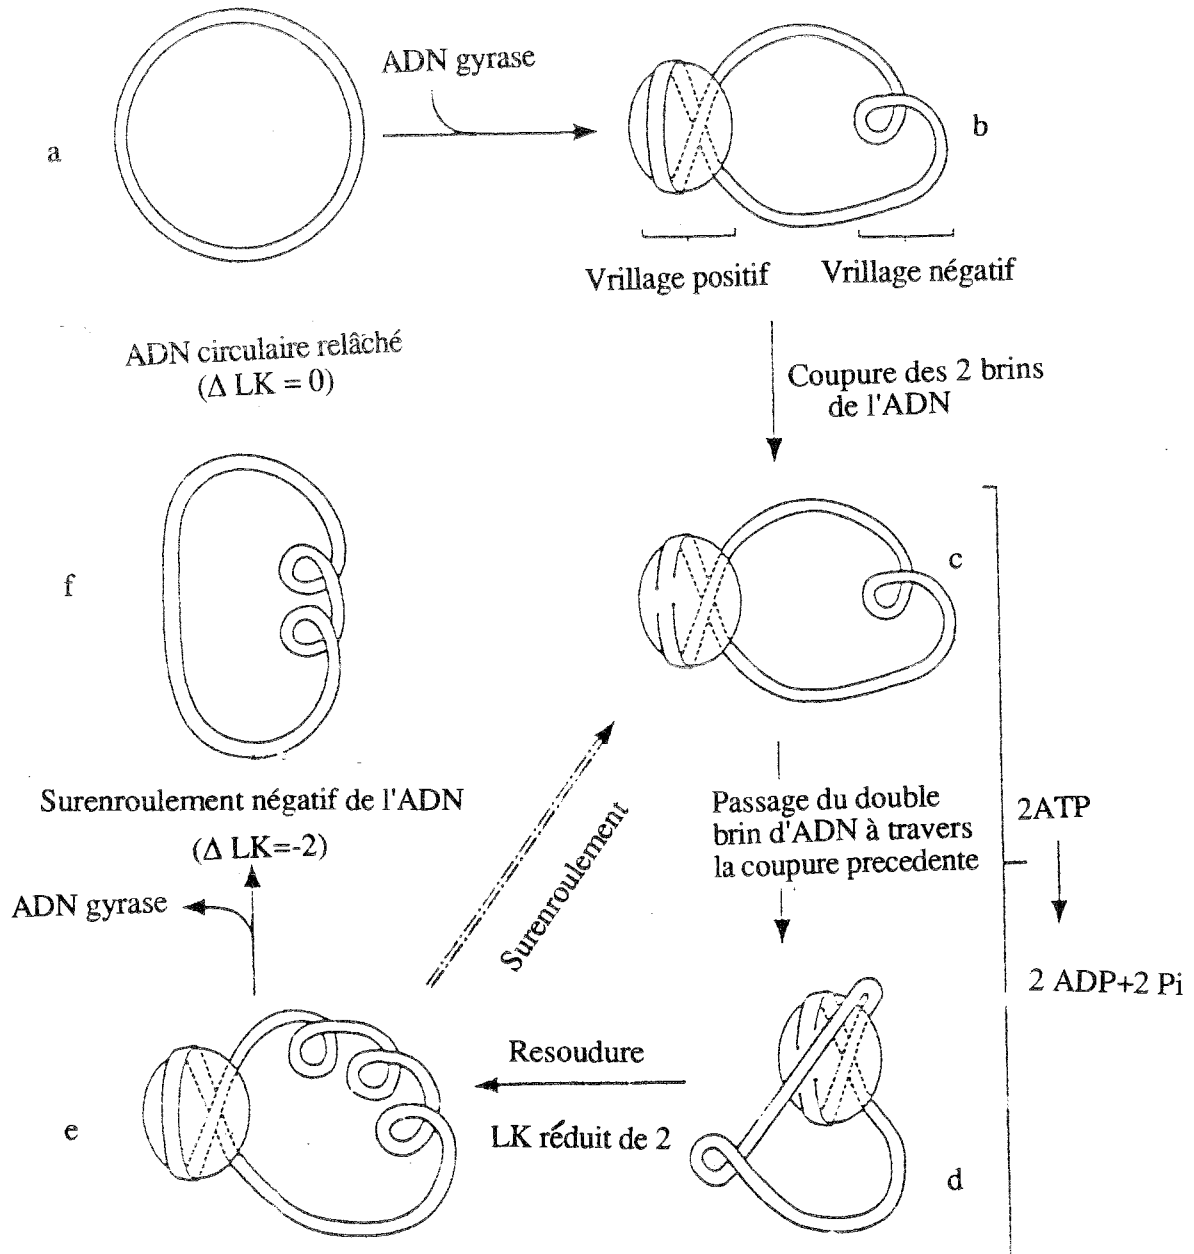 a
ADN gyrase
b
Vrillage positif
Vrillage négatif
ADN circulaire relâché
(Δ LK = 0)
Coupure des 2 brins
de l'ADN
c
f
Surenroulement négatif de l'ADN
(Δ LK=-2)
ADN gyrase
Surenroulement
Passage du double
brin d'ADN à travers
la coupure precedente
2ATP
2 ADP+2 Pi
Resoudure
LK réduit de 2
e
d